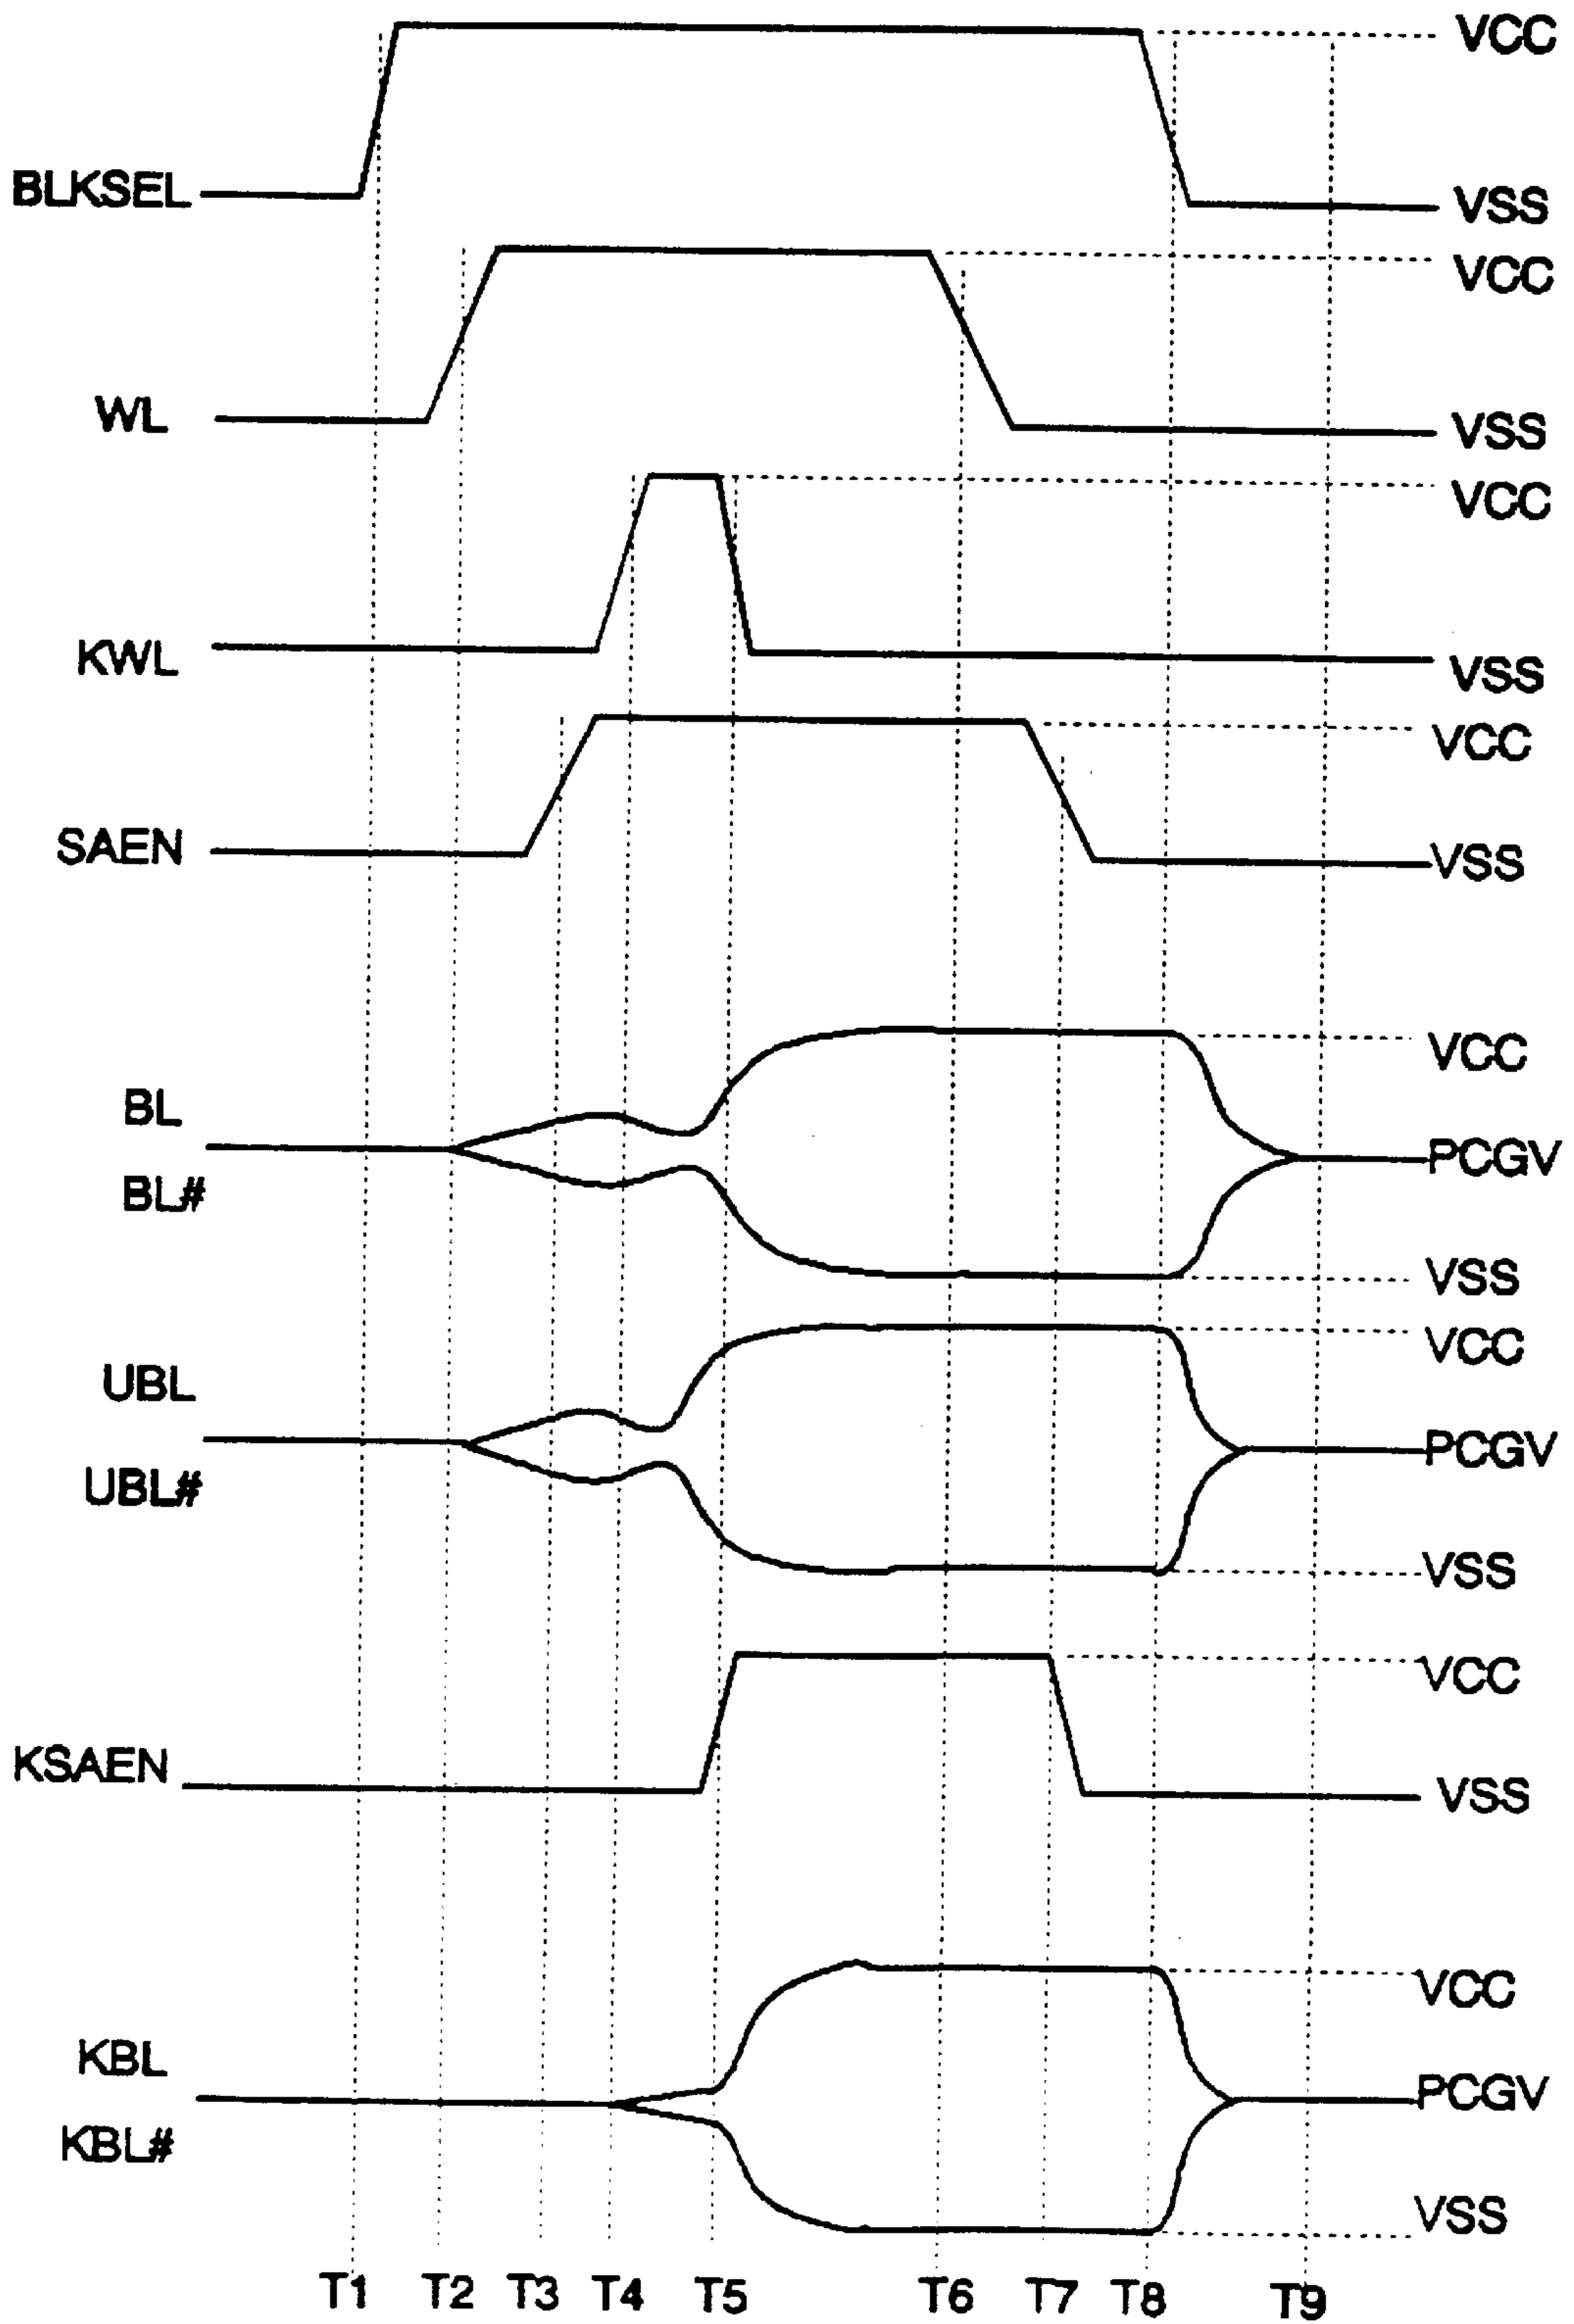 VCC
BLKSEL
VSS
VCC
WL
VSS
VCC
KWL
VSS
VCC
SAEN
VSS
VCC
BL
PCGV
BL#
VSS
VCC
UBL
PCGV
UBL#
VSS
VCC
KSAEN
VSS
VCC
KBL
PCGV
KBL#
VSS
T1 T2 T3 T4 T5 T6 T7 T8 T9